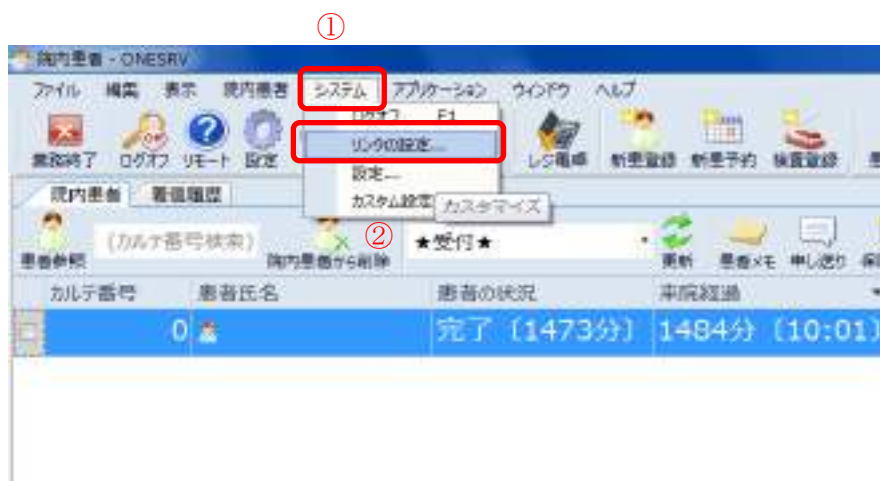 ①
院内患者 - ONESRV
ファイル 編集 表示 院内患者 システム アプリケーション ウィンドウ ヘルプ
ログオフ F1
リンクの設定...
設定...
カスタム設定
カスタマイズ
業務終了 ログオフ リモート 設定 レジ電卓 新患登録 新患予約 検査登録
院内患者 着信履歴
②
患者参照 (カルテ番号検索) 院内患者から削除 ★受付★ 更新 患者メモ 申し送り
カルテ番号 患者氏名 患者の状況 来院経過
0 完了 (1473分) 1484分 (10:01)